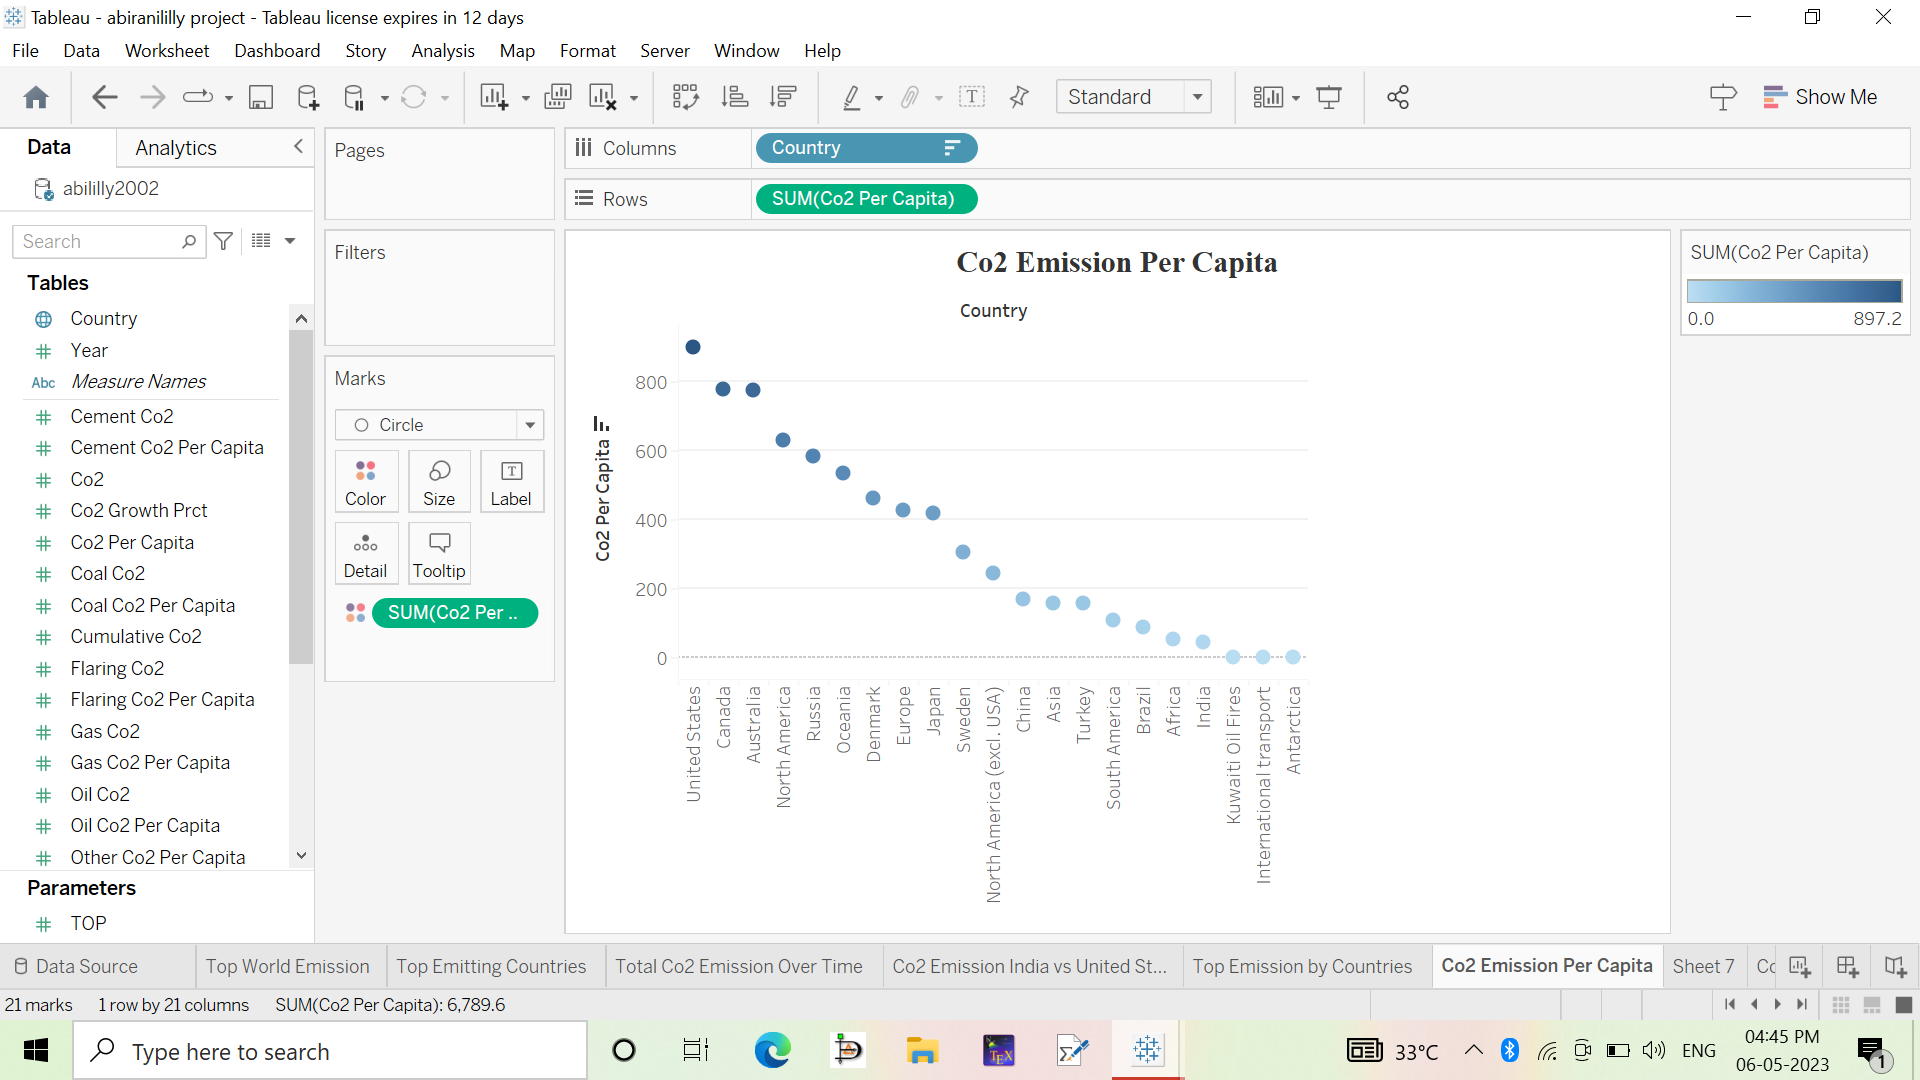 Tableau - abiranililly project - Tableau license expires in 12 days
File Data Worksheet Dashboard Story Analysis Map Format Server Window Help
Standard
Show Me
Data Analytics
abililly2002
Search
Tables
Country
Year
Abc Measure Names
Cement Co2
Cement Co2 Per Capita
Co2
Co2 Growth Prct
Co2 Per Capita
Coal Co2
Coal Co2 Per Capita
Cumulative Co2
Flaring Co2
Flaring Co2 Per Capita
Gas Co2
Gas Co2 Per Capita
Oil Co2
Oil Co2 Per Capita
Other Co2 Per Capita
Parameters
TOP
Pages
Filters
Marks
Circle
Color Size Label
Detail Tooltip
SUM(Co2 Per ..
Columns Country
Rows SUM(Co2 Per Capita)
Co2 Emission Per Capita
Country
Co2 Per Capita
800
600
400
200
0
United States
Canada
Australia
North America
Russia
Oceania
Denmark
Europe
Japan
Sweden
North America (excl. USA)
China
Asia
Turkey
South America
Brazil
Africa
India
Kuwaiti Oil Fires
International transport
Antarctica
SUM(Co2 Per Capita)
0.0 897.2
Data Source Top World Emission Top Emitting Countries Total Co2 Emission Over Time Co2 Emission India vs United St... Top Emission by Countries Co2 Emission Per Capita Sheet 7 Cc
21 marks 1 row by 21 columns SUM(Co2 Per Capita): 6,789.6
Type here to search
TEX
33°C
ENG
04:45 PM
06-05-2023
1